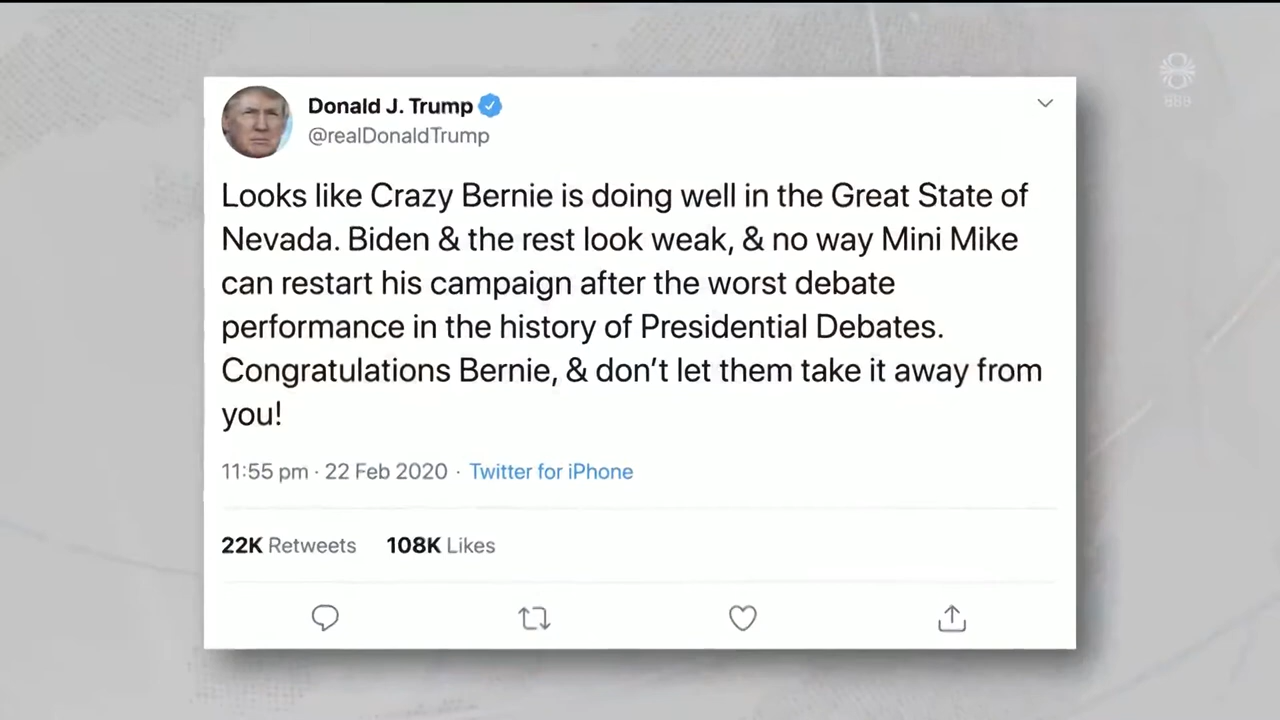 Donald J. Trump
@realDonaldTrump
Looks like Crazy Bernie is doing well in the Great State of
Nevada. Biden & the rest look weak, & no way Mini Mike
can restart his campaign after the worst debate
performance in the history of Presidential Debates.
Congratulations Bernie, & don’t let them take it away from
you!
11:55 pm · 22 Feb 2020 · Twitter for iPhone
22K Retweets 108K Likes